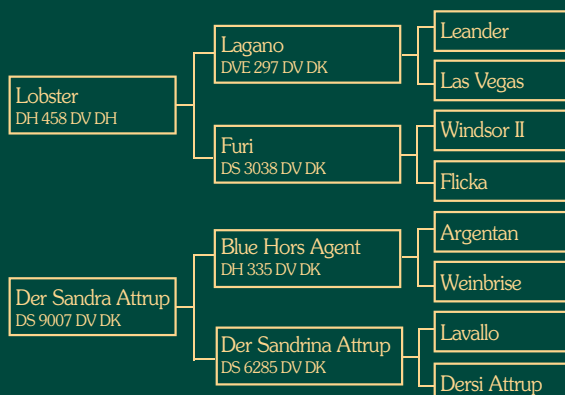 Leander
Lagano
DVE 297 DV DK
Las Vegas
Lobster
DH 458 DV DH
Windsor II
Furi
DS 3038 DV DK
Flicka
Argentan
Blue Hors Agent
DH 335 DV DK
Weinbrise
Der Sandra Attrup
DS 9007 DV DK
Lavallo
Der Sandrina Attrup
DS 6285 DV DK
Dersi Attrup